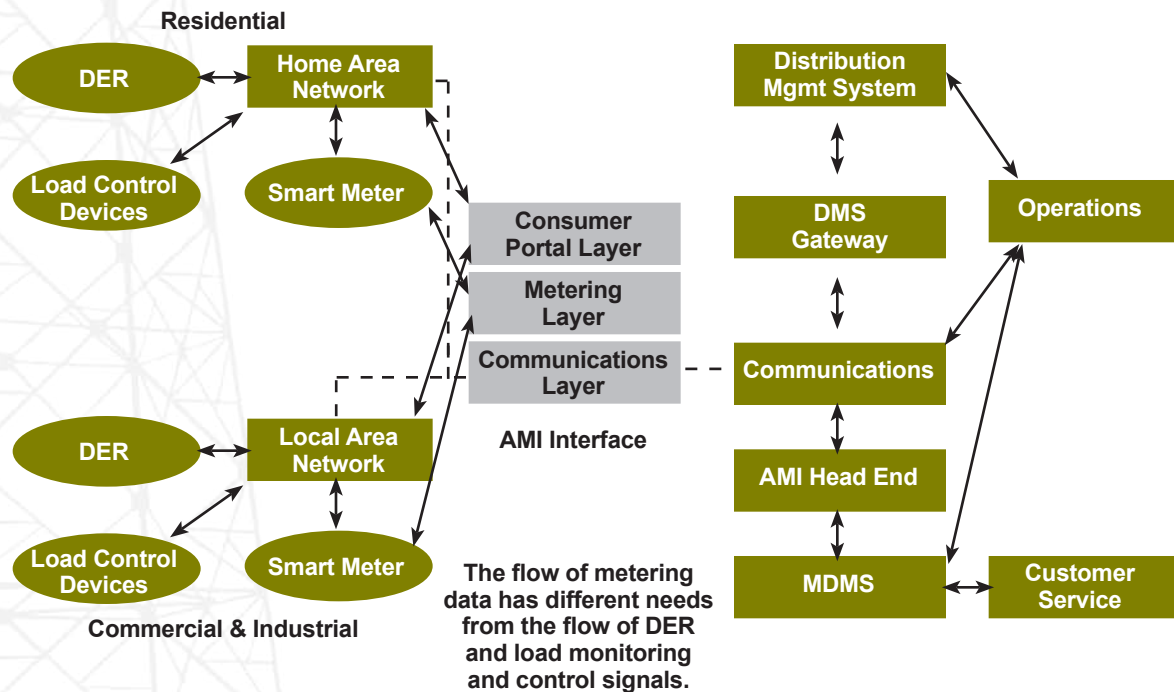 Residential
DER
Home Area
Network
Load Control
Devices
Smart Meter
DER
Local Area
Network
Load Control
Devices
Smart Meter
Commercial & Industrial
Consumer
Portal Layer
Metering
Layer
Communications
Layer
AMI Interface
The flow of metering
data has different needs
from the flow of DER
and load monitoring
and control signals.
Distribution
Mgmt System
DMS
Gateway
Operations
Communications
AMI Head End
MDMS
Customer
Service